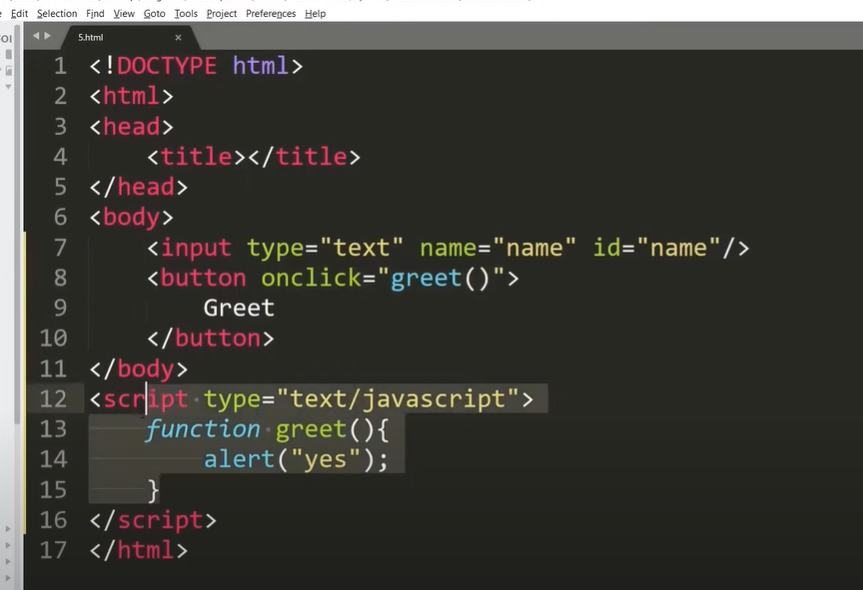 Edit Selection Find View Goto Tools Project Preferences Help
5.html ×
1 <!DOCTYPE html>
2 <html>
3 <head>
4     <title></title>
5 </head>
6 <body>
7     <input type="text" name="name" id="name"/>
8     <button onclick="greet()">
9         Greet
10     </button>
11 </body>
12 <script type="text/javascript">
13     function greet(){
14         alert("yes");
15     }
16 </script>
17 </html>